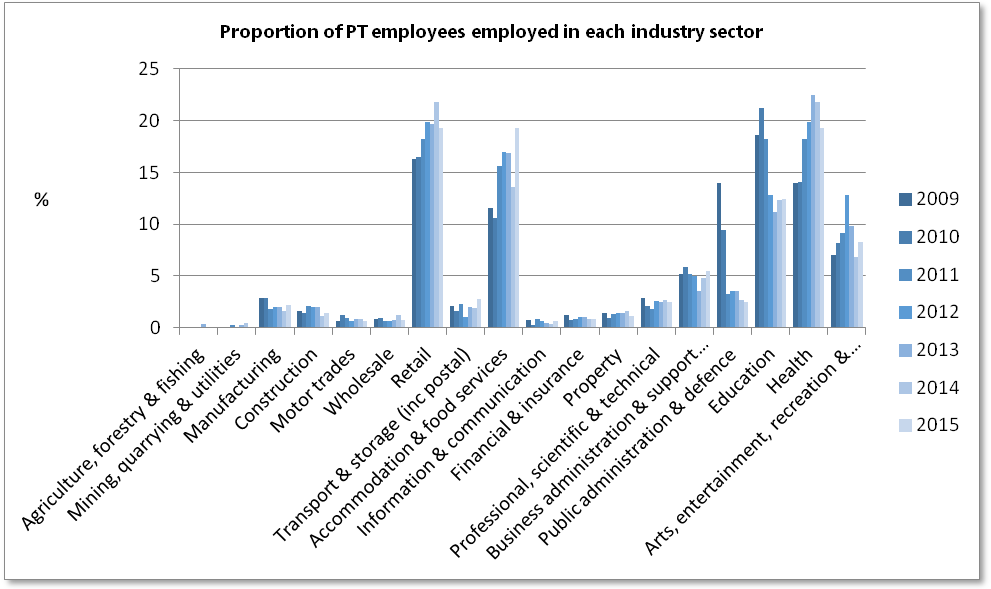 Proportion of PT employees employed in each industry sector
25
20
15
10
5
0
%
Agriculture, forestry & fishing
Mining, quarrying & utilities
Manufacturing
Construction
Motor trades
Wholesale
Retail
Transport & storage (inc postal)
Accommodation & food services
Information & communication
Financial & insurance
Property
Professional, scientific & technical
Business administration & support...
Public administration & defence
Education
Health
Arts, entertainment, recreation &...
2009
2010
2011
2012
2013
2014
2015